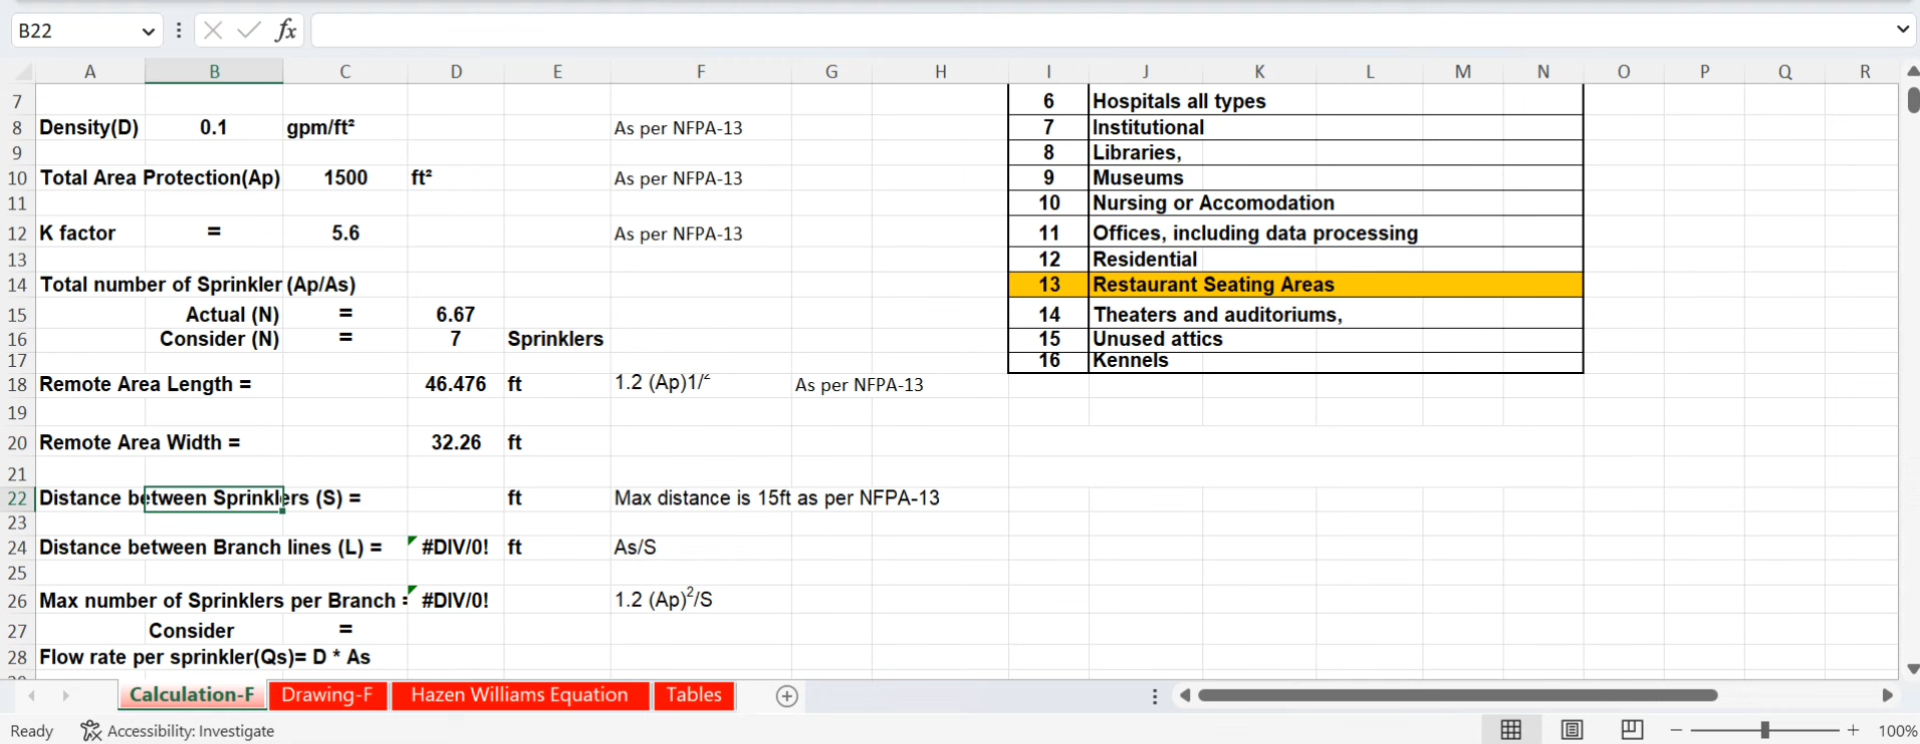 B22 fx
A B C D E F G H I J K L M N O P Q R
7 6 Hospitals all types
8 Density(D) 0.1 gpm/ft² As per NFPA-13 7 Institutional
9 8 Libraries,
10 Total Area Protection(Ap) 1500 ft² As per NFPA-13 9 Museums
11 10 Nursing or Accomodation
12 K factor = 5.6 As per NFPA-13 11 Offices, including data processing
13 12 Residential
14 Total number of Sprinkler (Ap/As) 13 Restaurant Seating Areas
15 Actual (N) = 6.67 14 Theaters and auditoriums,
16 Consider (N) = 7 Sprinklers 15 Unused attics
17 16 Kennels
18 Remote Area Length = 46.476 ft 1.2 (Ap)1/² As per NFPA-13
19
20 Remote Area Width = 32.26 ft
21
22 Distance between Sprinklers (S) = ft Max distance is 15ft as per NFPA-13
23
24 Distance between Branch lines (L) = #DIV/0! ft As/S
25
26 Max number of Sprinklers per Branch = #DIV/0! 1.2 (Ap)²/S
27 Consider =
28 Flow rate per sprinkler(Qs)= D * As
Calculation-F Drawing-F Hazen Williams Equation Tables
Ready Accessibility: Investigate 100%